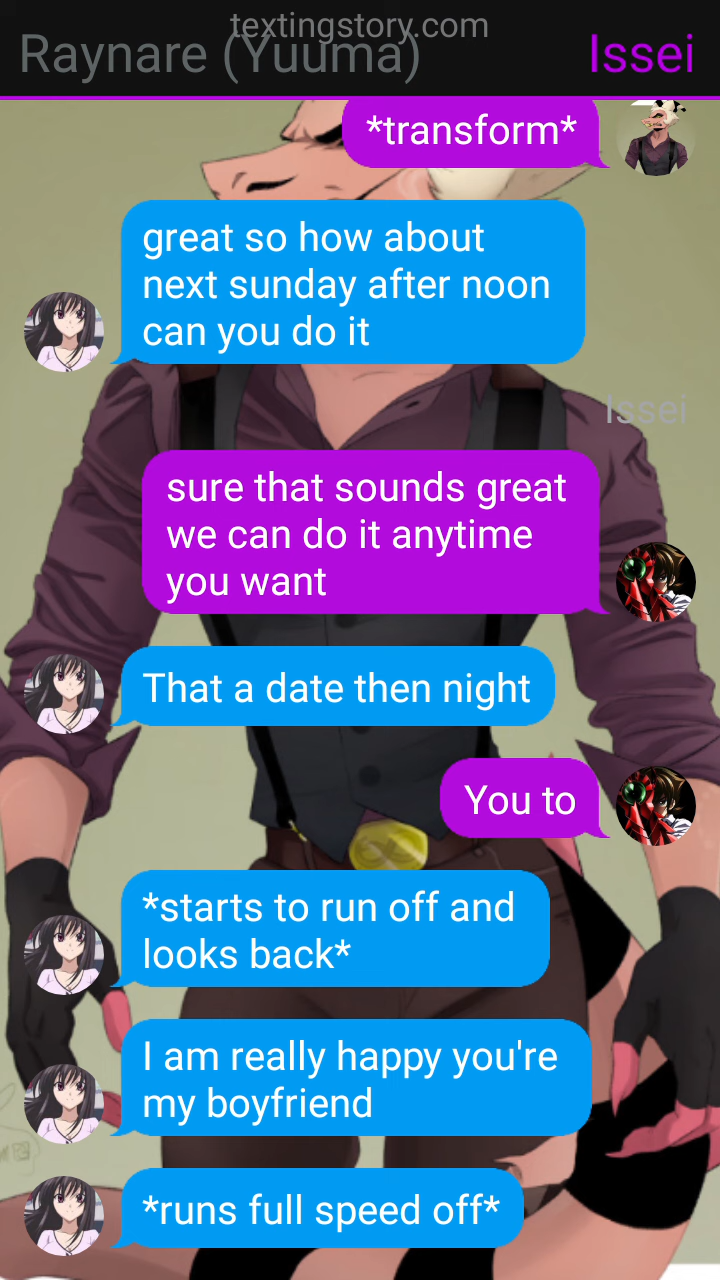 textingstory.com
Raynare (Yuuma)
Issei
*transform*
great so how about
next sunday after noon
can you do it
Issei
sure that sounds great
we can do it anytime
you want
That a date then night
You to
*starts to run off and
looks back*
I am really happy you're
my boyfriend
*runs full speed off*